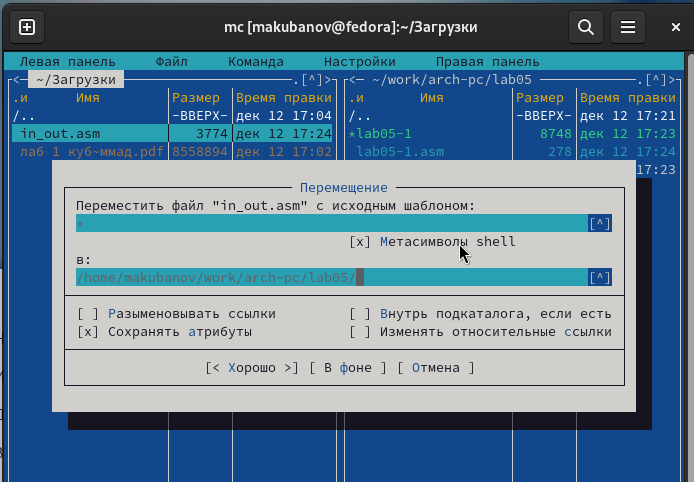 mc [makubanov@fedora]:~/Загрузки
Левая панель Файл Команда Настройки Правая панель
<— ~/Загрузки .[^]> <— ~/work/arch-pc/lab05 .[^]>
.и Имя Размер Время правки .и Имя Размер Время правки
/.. -ВВЕРХ- дек 12 17:04 /.. -ВВЕРХ- дек 12 17:21
in_out.asm 3774 дек 12 17:24 *lab05-1 8748 дек 12 17:23
лаб 1 куб~ммад.pdf 8558894 дек 12 17:02 lab05-1.asm 278 дек 12 17:24
17:23
Перемещение
Переместить файл "in_out.asm" с исходным шаблоном:
* [^]
[x] Метасимволы shell
в:
/home/makubanov/work/arch-pc/lab05/ [^]
[ ] Разыменовывать ссылки [ ] Внутрь подкаталога, если есть
[x] Сохранять атрибуты [ ] Изменять относительные ссылки
[< Хорошо >] [ В фоне ] [ Отмена ]